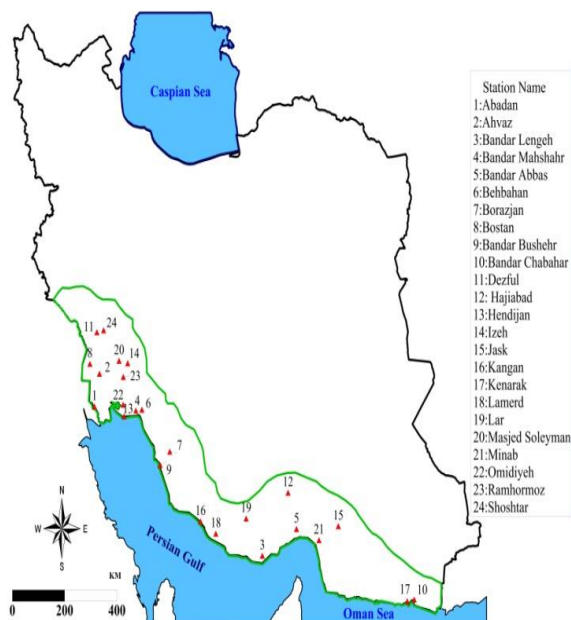 Caspian Sea
Station Name
1:Abadan
2:Ahvaz
3:Bandar Lengeh
4:Bandar Mahshahr
5:Bandar Abbas
6:Behbahan
7:Borazjan
8:Bostan
9:Bandar Bushehr
10:Bandar Chabahar
11:Dezful
12: Hajiabad
13:Hendijan
14:Izeh
15:Jask
16:Kangan
17:Kenarak
18:Lamerd
19:Lar
20:Masjed Soleyman
21:Minab
22:Omidiyeh
23:Ramhormoz
24:Shoshtar
11 24
20 14
8
2 23
1 22 4 6
13
7
9
12
19
16 18
5 15
21
3
17 10
Persian Gulf
Oman Sea
N
W E
S
KM
0 200 400